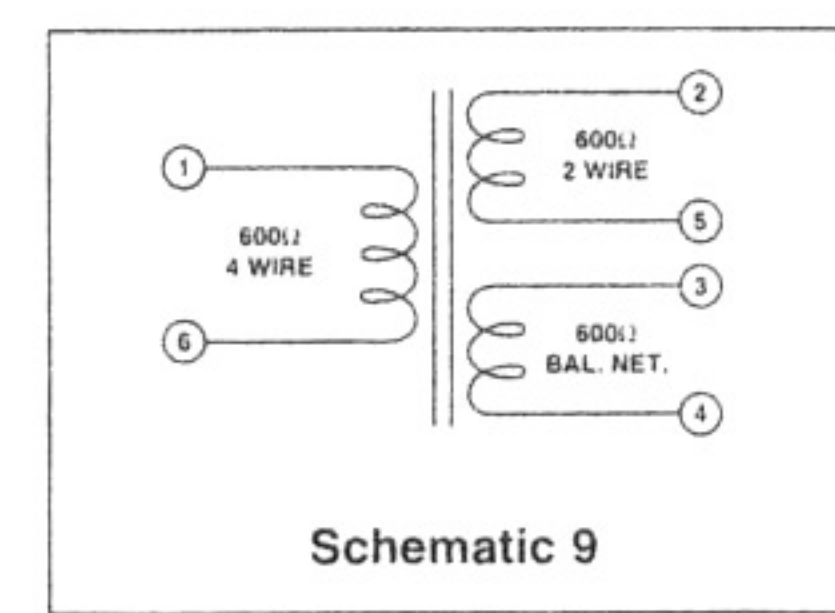 1
600Ω
4 WIRE
6
2
600Ω
2 WIRE
5
3
600Ω
BAL. NET.
4
Schematic 9